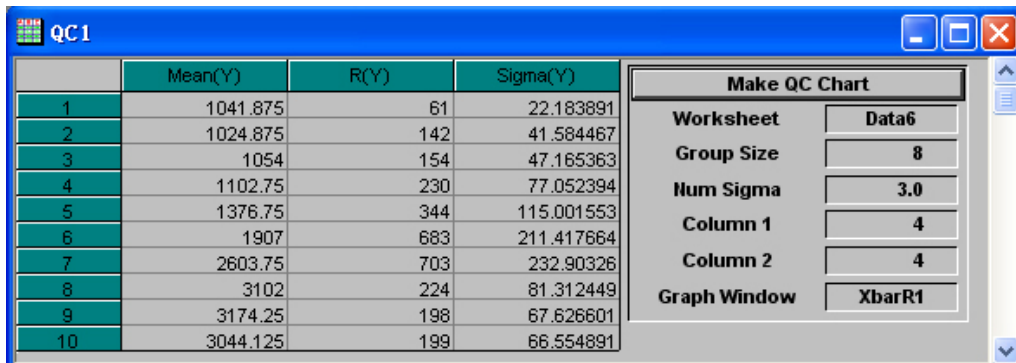 QC1
Mean(Y) R(Y) Sigma(Y)
1 1041.875 61 22.183891
2 1024.875 142 41.584467
3 1054 154 47.165363
4 1102.75 230 77.052394
5 1376.75 344 115.001553
6 1907 683 211.417664
7 2603.75 703 232.90326
8 3102 224 81.312449
9 3174.25 198 67.626601
10 3044.125 199 66.554891
Make QC Chart
Worksheet Data6
Group Size 8
Num Sigma 3.0
Column 1 4
Column 2 4
Graph Window XbarR1